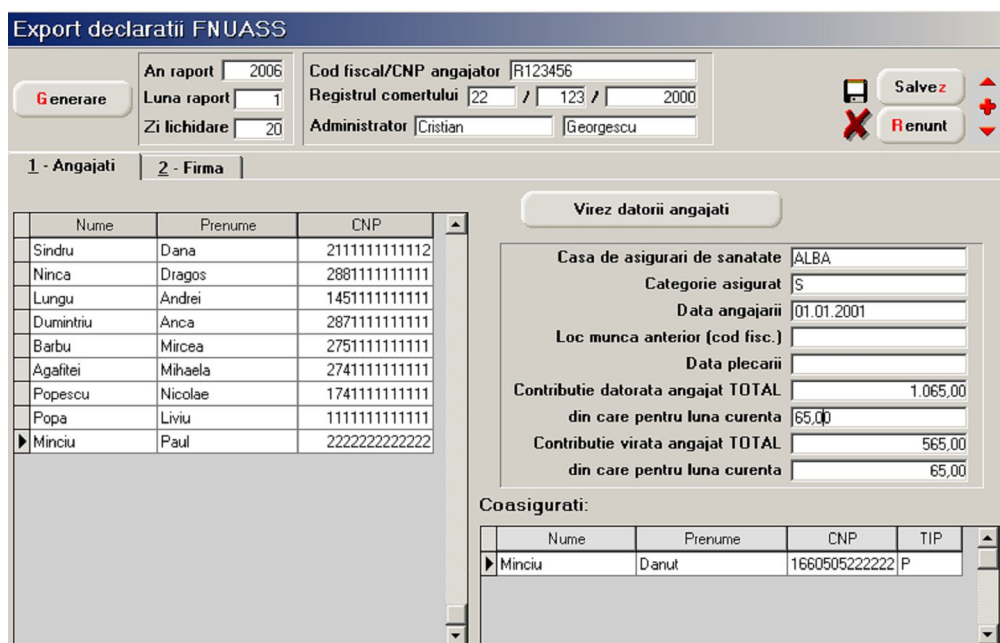 Export declaratii FNUASS
Generare
An raport 2006
Luna raport 1
Zi lichidare 20
Cod fiscal/CNP angajator R123456
Registrul comertului 22 / 123 / 2000
Administrator Cristian Georgescu
Salvez
Renunt
1 - Angajati 2 - Firma
Nume Prenume CNP
Sindru Dana 2111111111112
Ninca Dragos 2881111111111
Lungu Andrei 1451111111111
Dumintriu Anca 2871111111111
Barbu Mircea 2751111111111
Agafitei Mihaela 2741111111111
Popescu Nicolae 1741111111111
Popa Liviu 1111111111111
Minciu Paul 2222222222222
Virez datorii angajati
Casa de asigurari de sanatate ALBA
Categorie asigurat S
Data angajarii 01.01.2001
Loc munca anterior (cod fisc.)
Data plecarii
Contributie datorata angajat TOTAL 1.065,00
din care pentru luna curenta 65,00
Contributie virata angajat TOTAL 565,00
din care pentru luna curenta 65,00
Coasigurati:
Nume Prenume CNP TIP
Minciu Danut 1660505222222 P